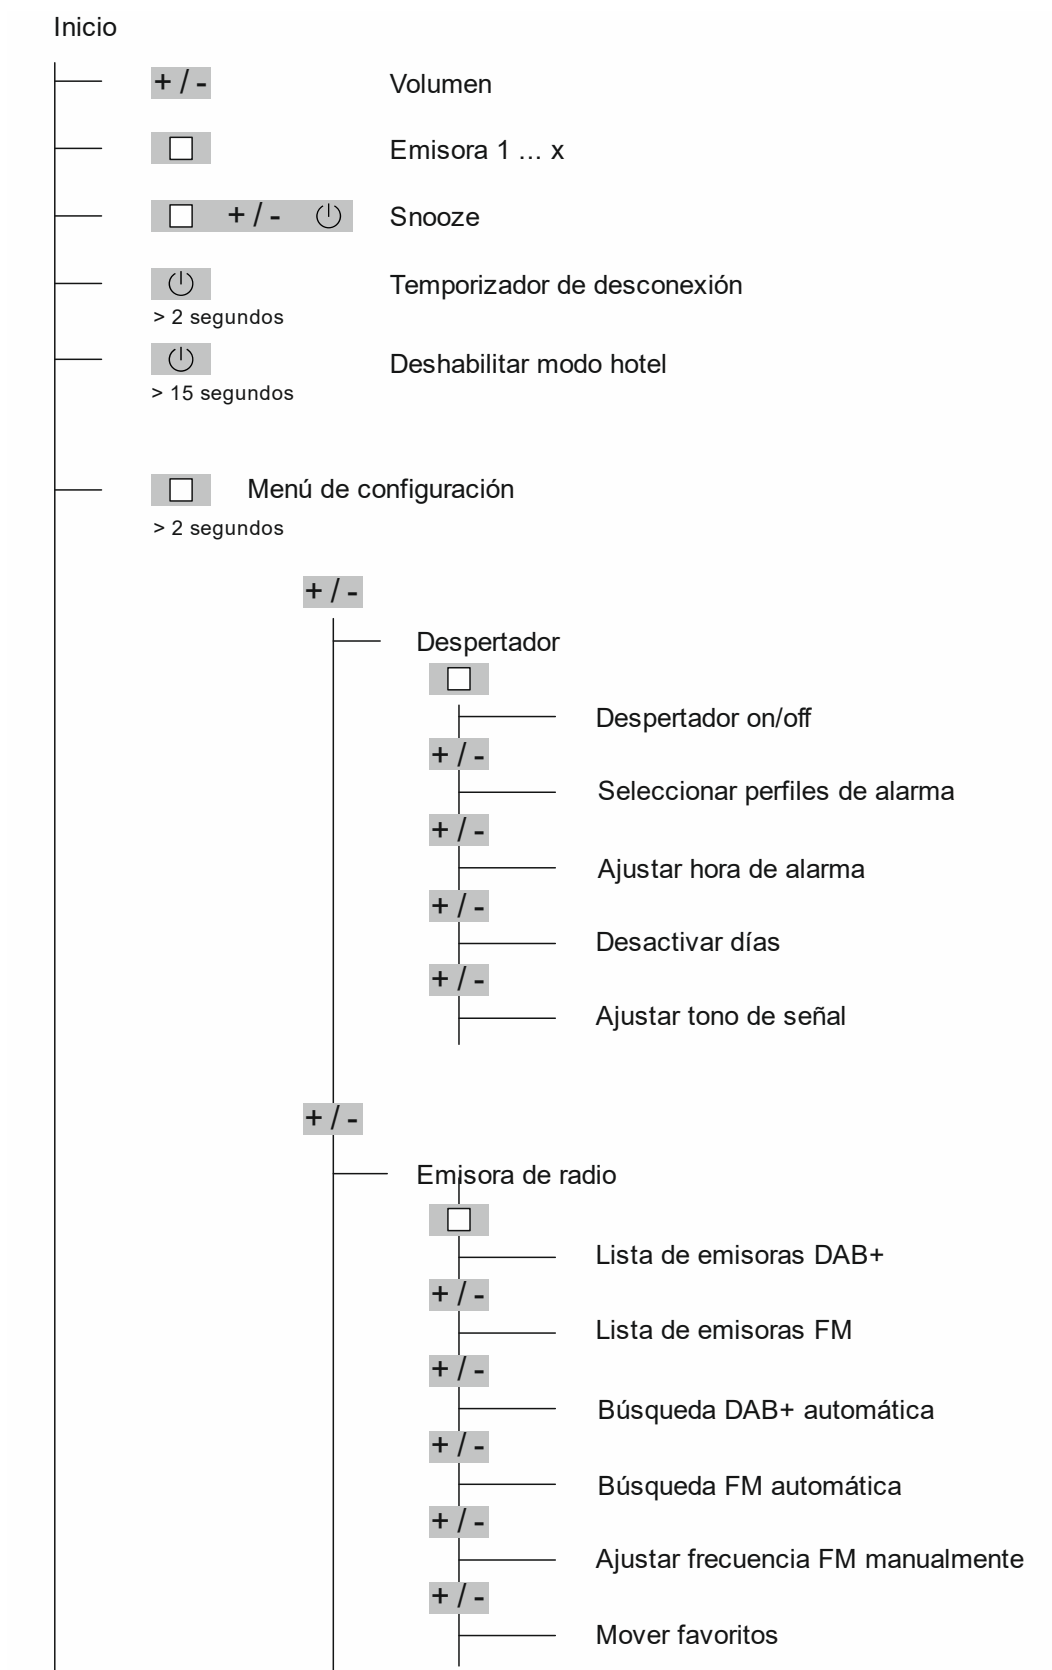 Inicio
+ / - Volumen
Emisora 1 ... x
+ / - Snooze
Temporizador de desconexión
> 2 segundos
Deshabilitar modo hotel
> 15 segundos
Menú de configuración
> 2 segundos
+ / -
Despertador
Despertador on/off
+ / -
Seleccionar perfiles de alarma
+ / -
Ajustar hora de alarma
+ / -
Desactivar días
+ / -
Ajustar tono de señal
+ / -
Emisora de radio
Lista de emisoras DAB+
+ / -
Lista de emisoras FM
+ / -
Búsqueda DAB+ automática
+ / -
Búsqueda FM automática
+ / -
Ajustar frecuencia FM manualmente
+ / -
Mover favoritos